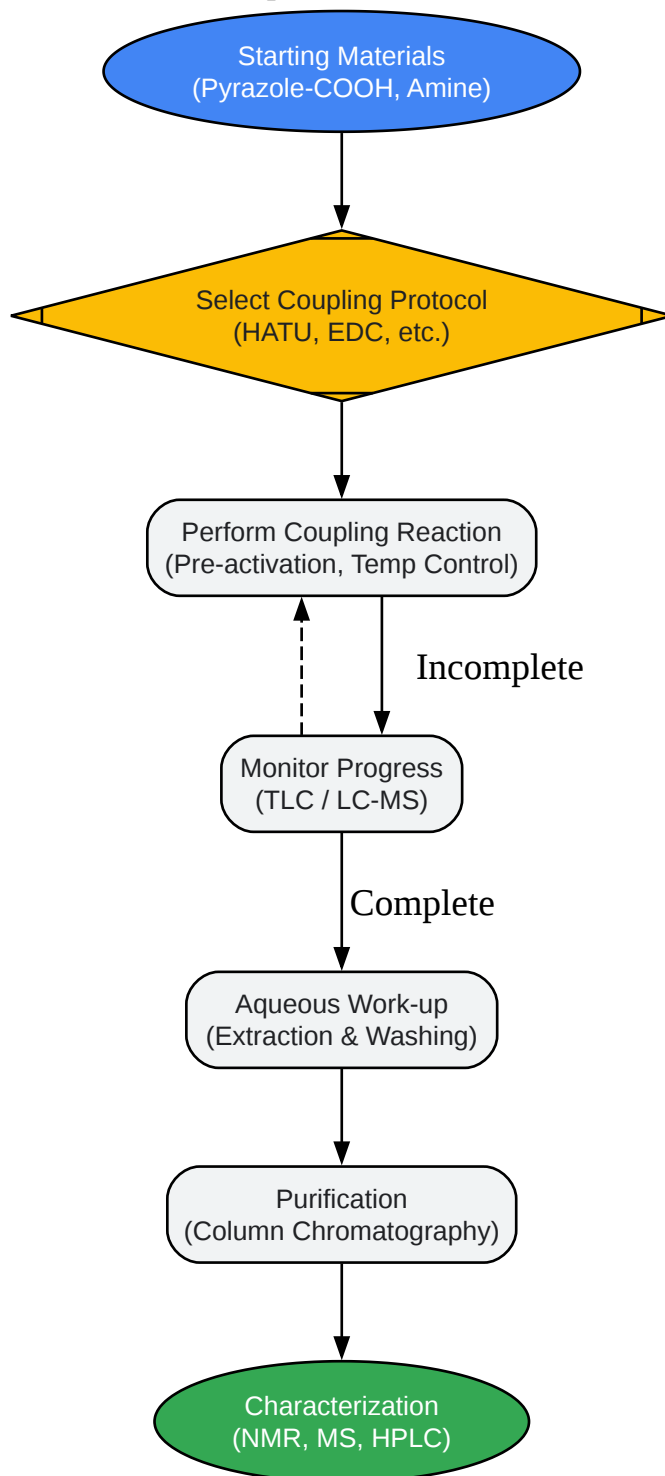 Starting Materials
(Pyrazole-COOH, Amine)
Select Coupling Protocol
(HATU, EDC, etc.)
Perform Coupling Reaction
(Pre-activation, Temp Control)
Incomplete
Monitor Progress
(TLC / LC-MS)
Complete
Aqueous Work-up
(Extraction & Washing)
Purification
(Column Chromatography)
Characterization
(NMR, MS, HPLC)